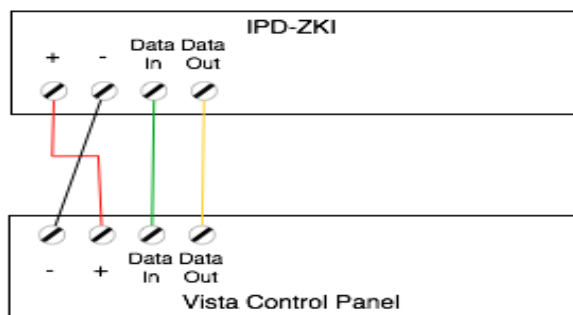 IPD-ZKI
+ - Data In Data Out
- + Data In Data Out
Vista Control Panel